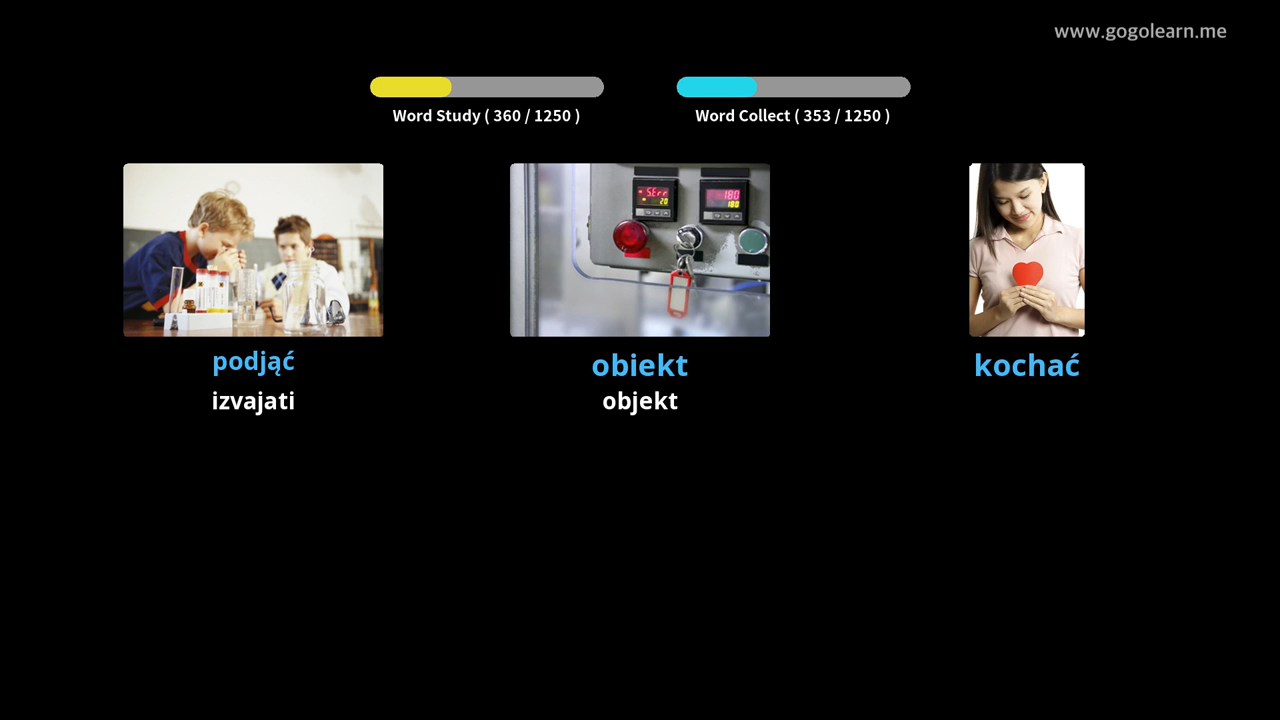 www.gogolearn.me
Word Study ( 360 / 1250 )
Word Collect ( 353 / 1250 )
podjąć
izvajati
obiekt
objekt
kochać